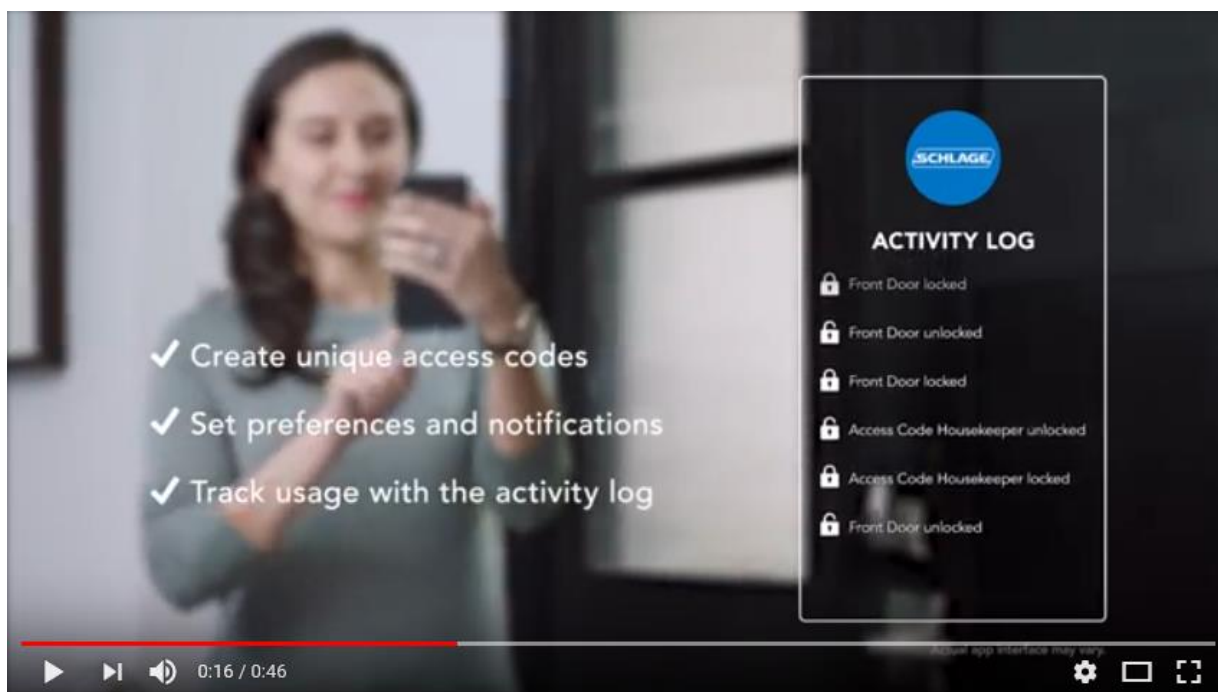 SCHLAGE
ACTIVITY LOG
Front Door locked
Front Door unlocked
Front Door locked
Access Code Housekeeper unlocked
Access Code Housekeeper locked
Front Door unlocked
✓ Create unique access codes
✓ Set preferences and notifications
✓ Track usage with the activity log
Actual app interface may vary.
0:16 / 0:46